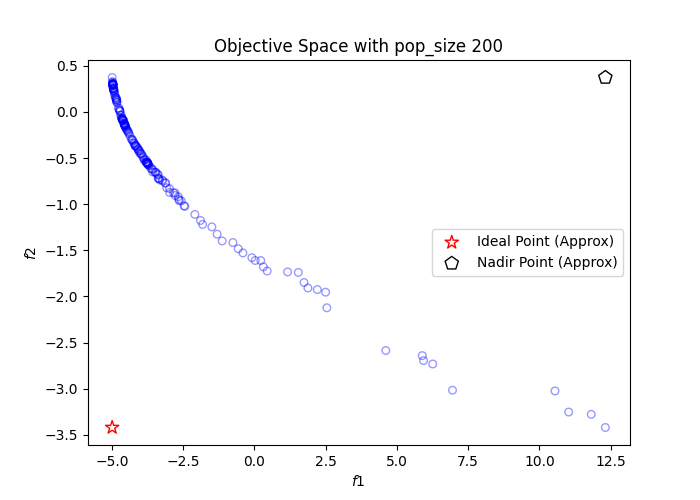 Objective Space with pop_size 200
0.5
0.0
−0.5
−1.0
−1.5
−2.0
−2.5
−3.0
−3.5
f2
Ideal Point (Approx)
Nadir Point (Approx)
−5.0 −2.5 0.0 2.5 5.0 7.5 10.0 12.5
f1